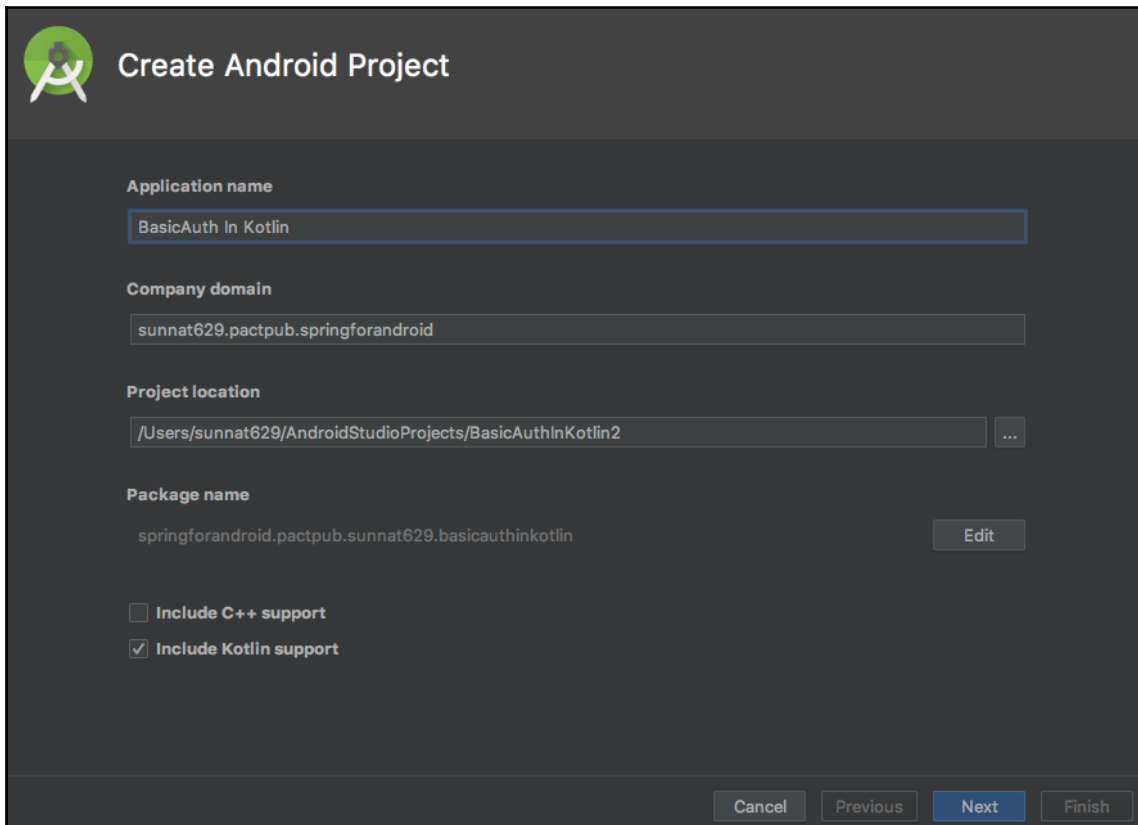 Create Android Project
Application name
BasicAuth In Kotlin
Company domain
sunnat629.pactpub.springforandroid
Project location
/Users/sunnat629/AndroidStudioProjects/BasicAuthInKotlin2
...
Package name
springforandroid.pactpub.sunnat629.basicauthinkotlin
Edit
Include C++ support
Include Kotlin support
Cancel Previous Next Finish